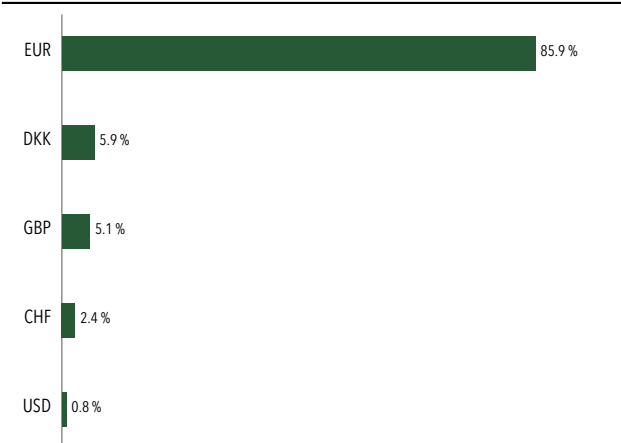 EUR 85.9 %
DKK 5.9 %
GBP 5.1 %
CHF 2.4 %
USD 0.8 %